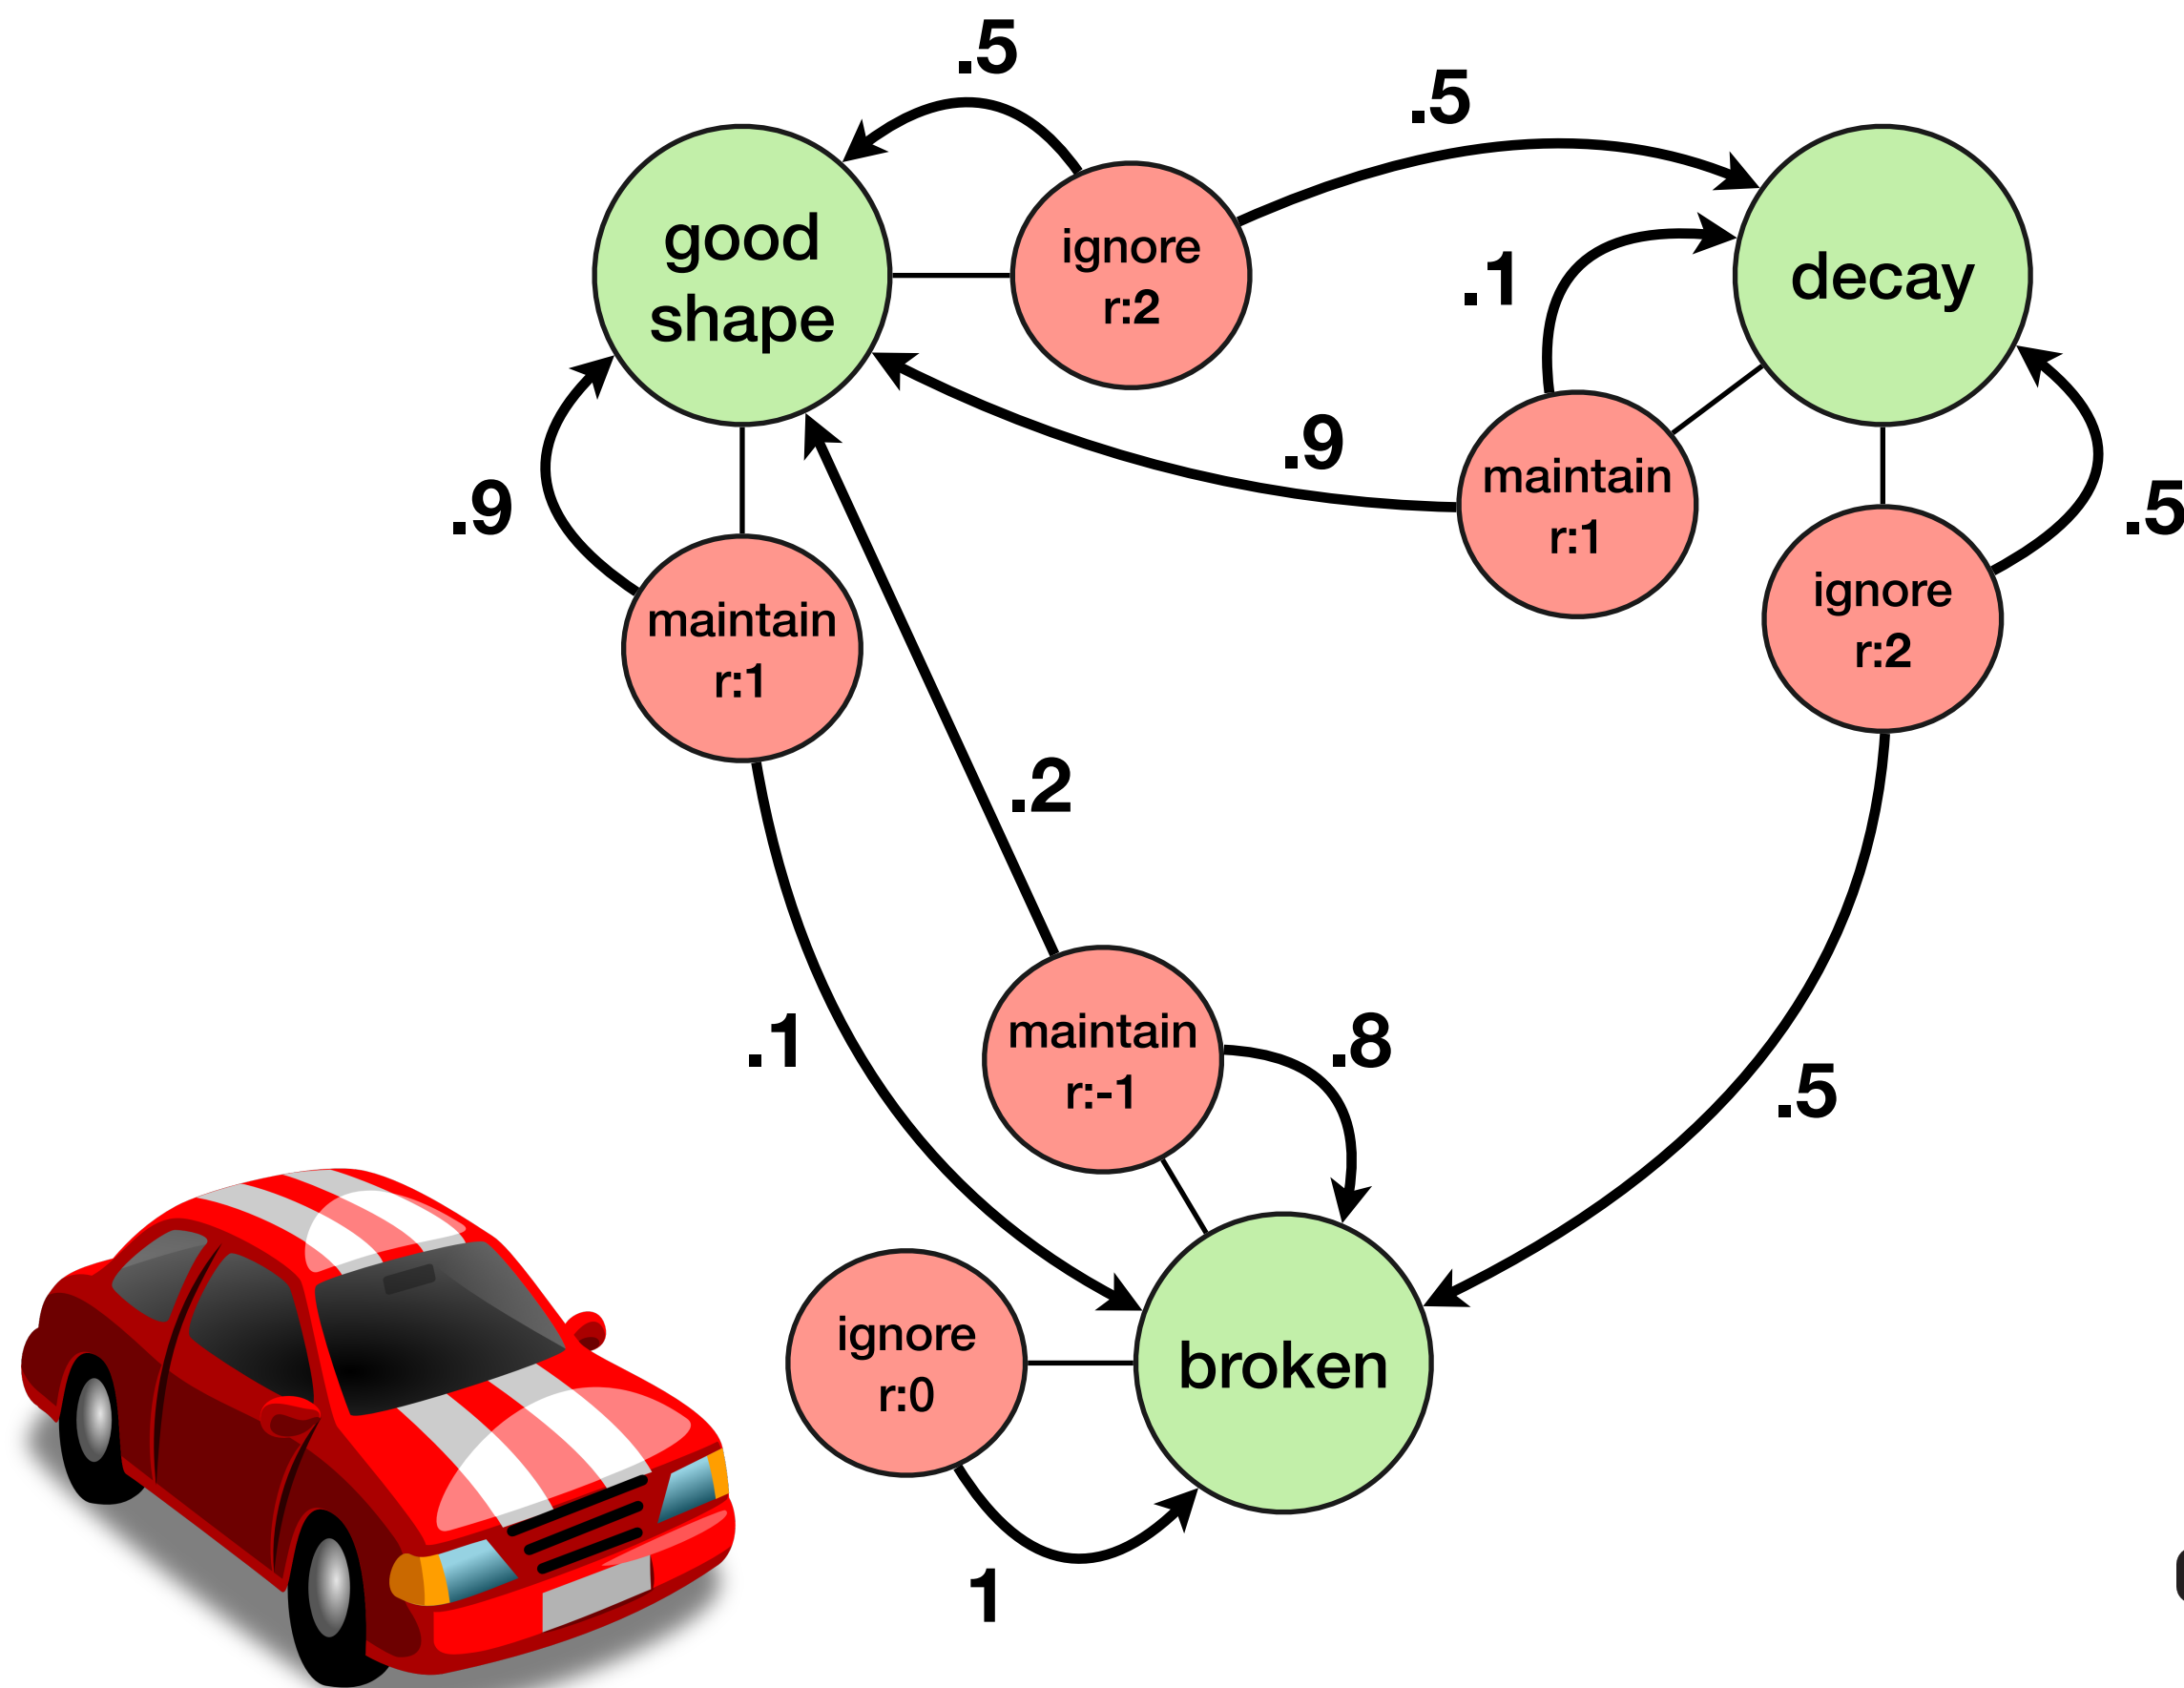 .5
.5
good
shape
ignore
r:2
decay
.1
.9
maintain
r:1
.9
.5
maintain
r:1
ignore
r:2
.2
.1
maintain
r:-1
.8
.5
ignore
r:0
broken
1